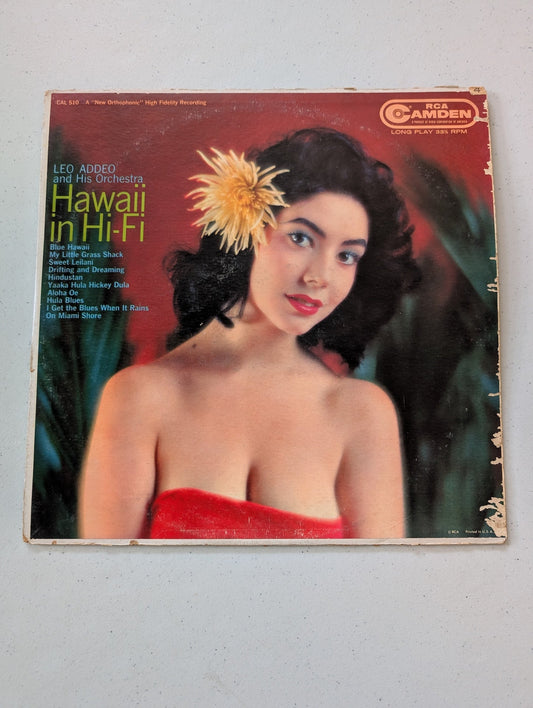 CAL 510 A "New Orthophonic" High Fidelity Recording
RCA
CAMDEN
LONG PLAY 33⅓ RPM
LEO ADDEO
and His Orchestra
Hawaii
in Hi-Fi
Blue Hawaii
My Little Grass Shack
Sweet Leilani
Drifting and Dreaming
Hindustan
Yaaka Hula Hickey Dula
Aloha Oe
Hula Blues
I Get the Blues When It Rains
On Miami Shore
© RCA Printed in U.S.